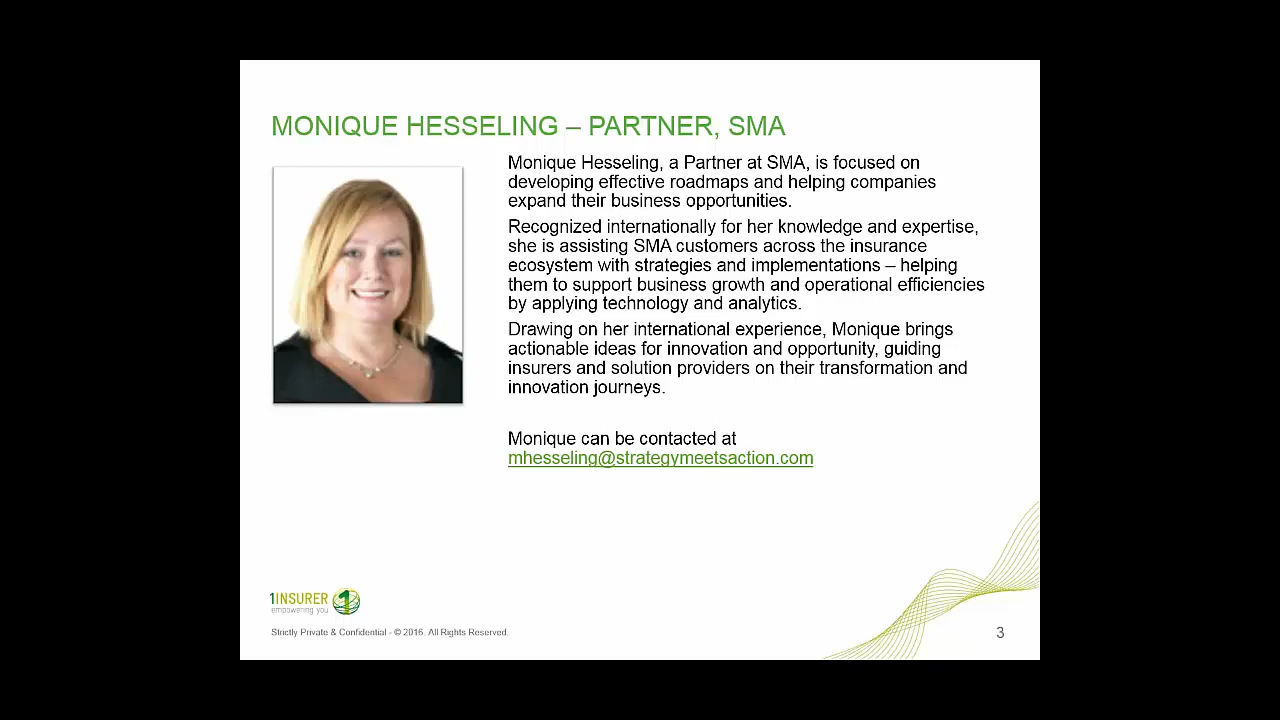 MONIQUE HESSELING – PARTNER, SMA
Monique Hesseling, a Partner at SMA, is focused on
developing effective roadmaps and helping companies
expand their business opportunities.
Recognized internationally for her knowledge and expertise,
she is assisting SMA customers across the insurance
ecosystem with strategies and implementations – helping
them to support business growth and operational efficiencies
by applying technology and analytics.
Drawing on her international experience, Monique brings
actionable ideas for innovation and opportunity, guiding
insurers and solution providers on their transformation and
innovation journeys.
Monique can be contacted at
mhesseling@strategymeetsaction.com
1INSURER
empowering you
1
Strictly Private & Confidential - © 2016. All Rights Reserved.
3